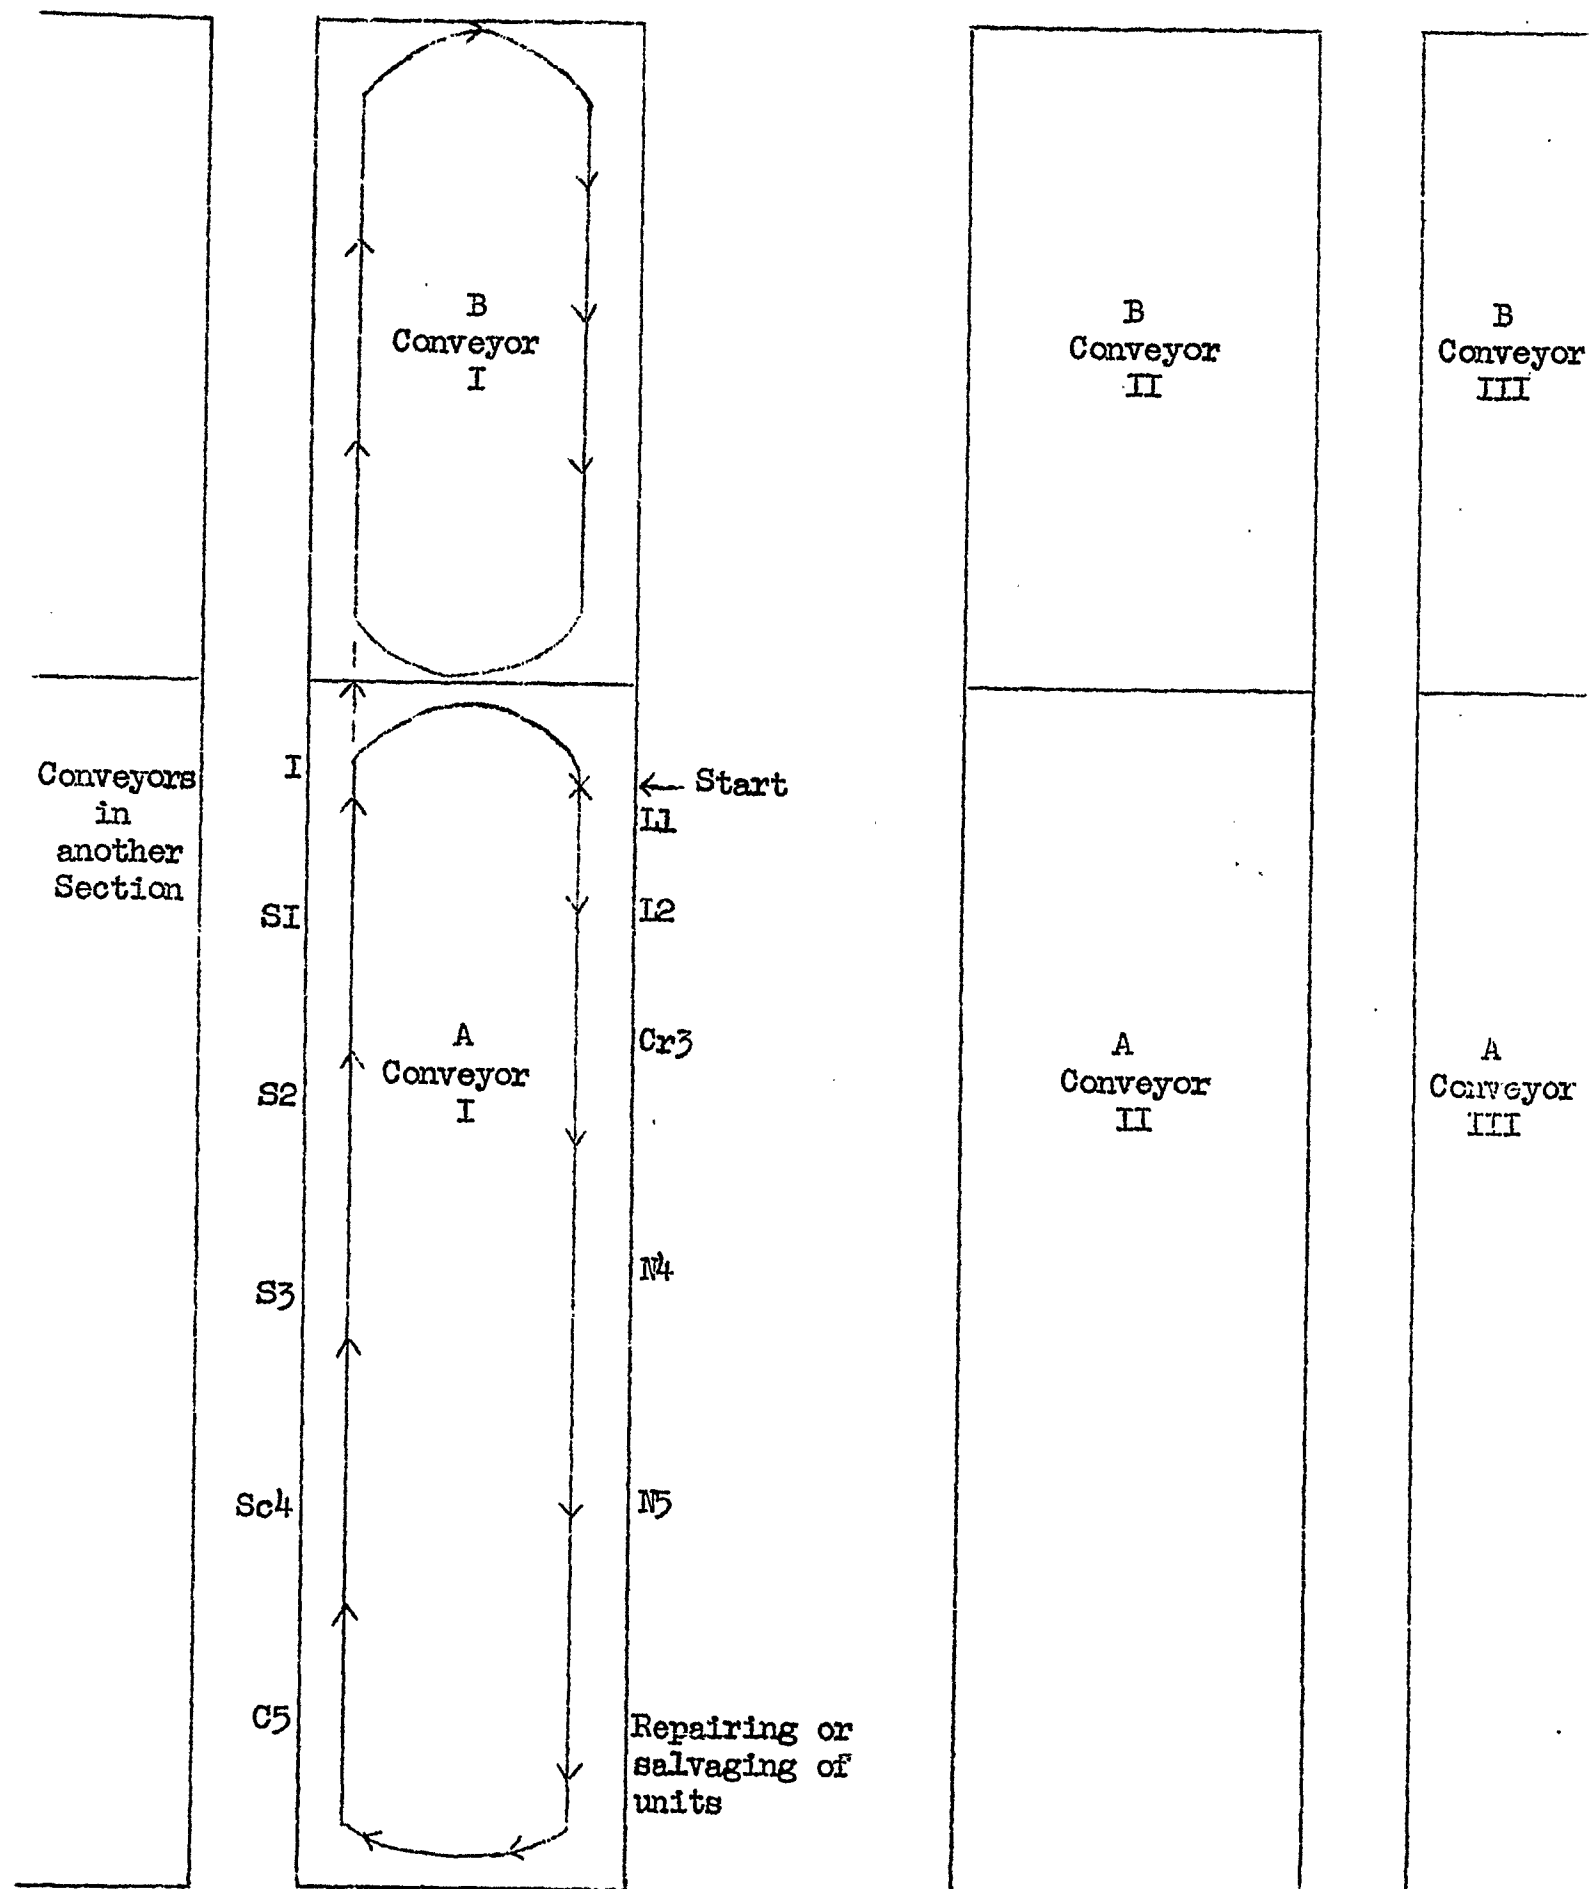 B
Conveyor
I
B
Conveyor
II
B
Conveyor
III
Conveyors
in
another
Section
I
SI
S2
S3
Sc4
C5
A
Conveyor
I
Start
L1
L2
Cr3
N4
N5
Repairing or
salvaging of
units
A
Conveyor
II
A
Conveyor
III